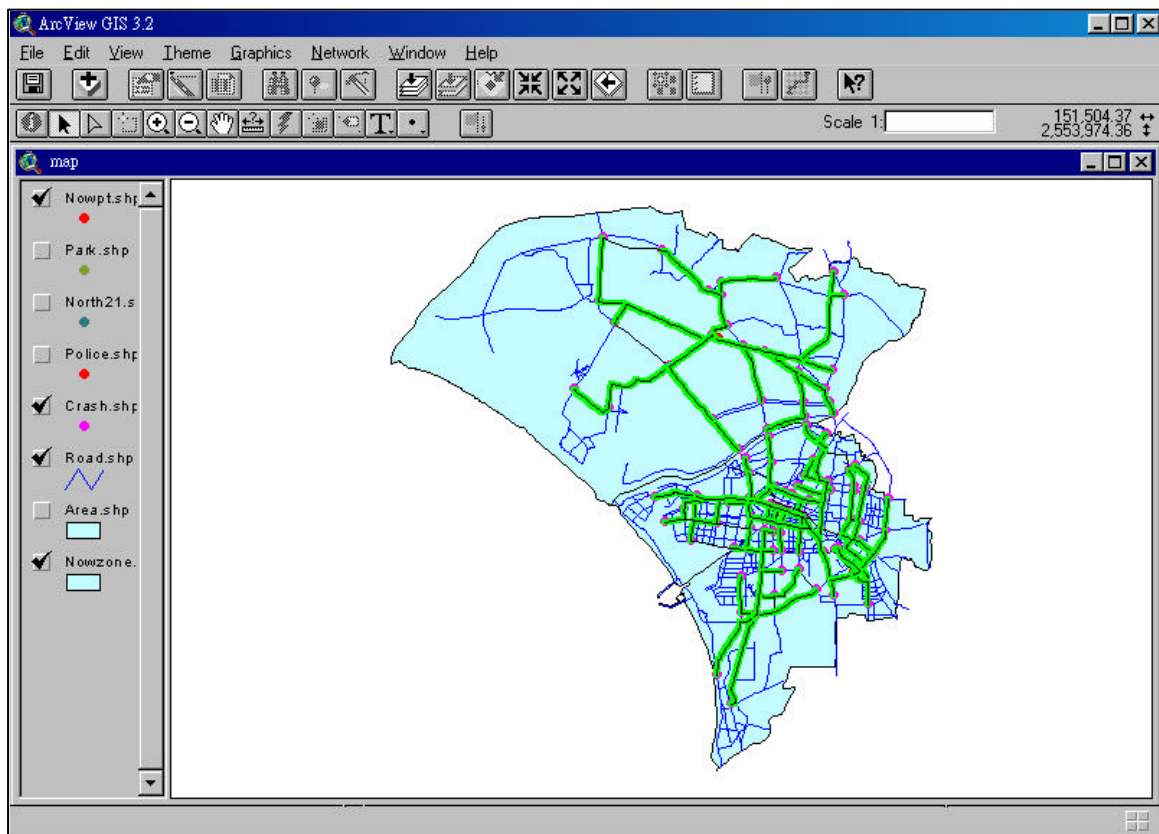 ArcView GIS 3.2
File Edit View Theme Graphics Network Window Help
T
Scale 1:
151,504.37
2,553,974.36
map
Nowpt.shp
Park.shp
North21.s
Police.shp
Crash.shp
Road.shp
Area.shp
Nowzone.